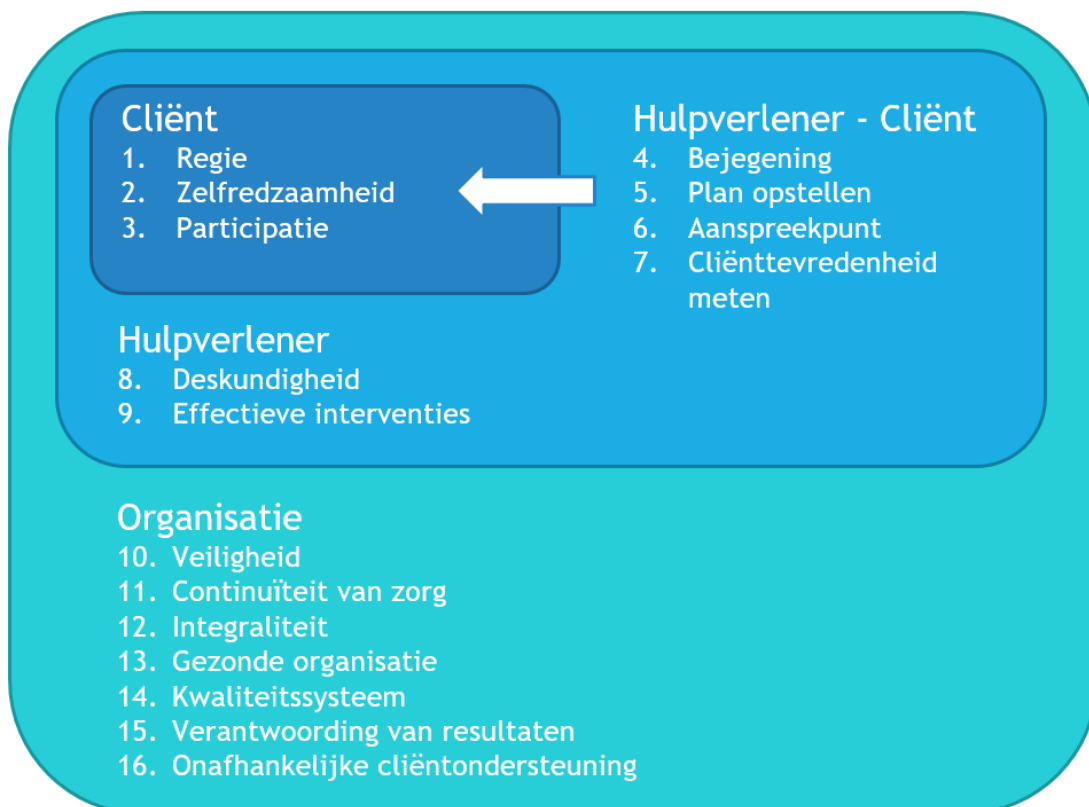 Cliënt
1. Regie
2. Zelfredzaamheid
3. Participatie
Hulpverlener - Cliënt
4. Bejegening
5. Plan opstellen
6. Aanspreekpunt
7. Cliënttevredenheid
meten
Hulpverlener
8. Deskundigheid
9. Effectieve interventies
Organisatie
10. Veiligheid
11. Continuïteit van zorg
12. Integraliteit
13. Gezonde organisatie
14. Kwaliteitssysteem
15. Verantwoording van resultaten
16. Onafhankelijke cliëntondersteuning